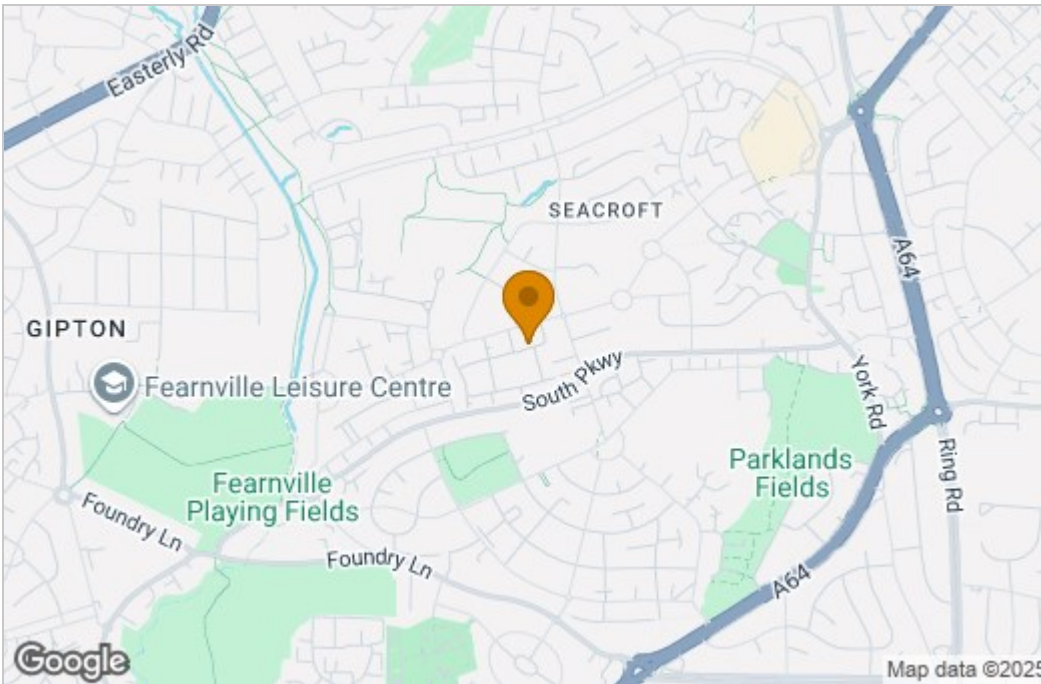 Easterly Rd
SEACROFT
A64
GIPTON
Fearnville Leisure Centre
South Pkwy
York Rd
Parklands
Fields
Ring Rd
Fearnville
Playing Fields
Foundry Ln
Foundry Ln
A64
Google
Map data ©2025